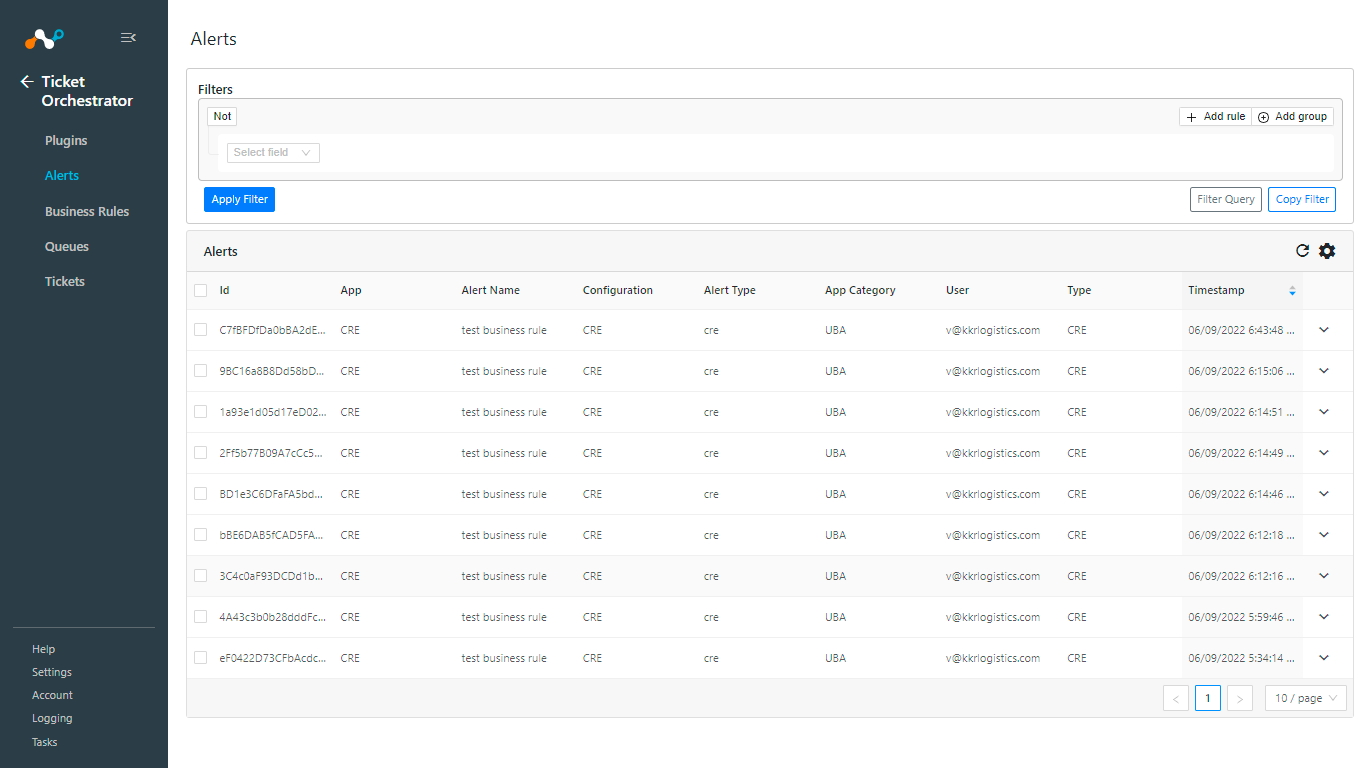 Ticket
Orchestrator
Plugins
Alerts
Business Rules
Queues
Tickets
Help
Settings
Account
Logging
Tasks
Alerts
Filters
Not
Add rule Add group
Select field
Apply Filter Filter Query Copy Filter
Alerts
Id App Alert Name Configuration Alert Type App Category User Type Timestamp
C7fBFDfDa0bBA2dE... CRE test business rule CRE cre UBA v@kkrlogistics.com CRE 06/09/2022 6:43:48 ...
9BC16a8B8Dd58bD... CRE test business rule CRE cre UBA v@kkrlogistics.com CRE 06/09/2022 6:15:06 ...
1a93e1d05d17eD02... CRE test business rule CRE cre UBA v@kkrlogistics.com CRE 06/09/2022 6:14:51 ...
2Ff5b77B09A7cCc5... CRE test business rule CRE cre UBA v@kkrlogistics.com CRE 06/09/2022 6:14:49 ...
BD1e3C6DFaFA5bd... CRE test business rule CRE cre UBA v@kkrlogistics.com CRE 06/09/2022 6:14:46 ...
bBE6DAB5fCAD5FA... CRE test business rule CRE cre UBA v@kkrlogistics.com CRE 06/09/2022 6:12:18 ...
3C4c0aF93DCDd1b... CRE test business rule CRE cre UBA v@kkrlogistics.com CRE 06/09/2022 6:12:16 ...
4A43c3b0b28dddFc... CRE test business rule CRE cre UBA v@kkrlogistics.com CRE 06/09/2022 5:59:46 ...
eF0422D73CFbAcdc... CRE test business rule CRE cre UBA v@kkrlogistics.com CRE 06/09/2022 5:34:14 ...
< 1 > 10 / page